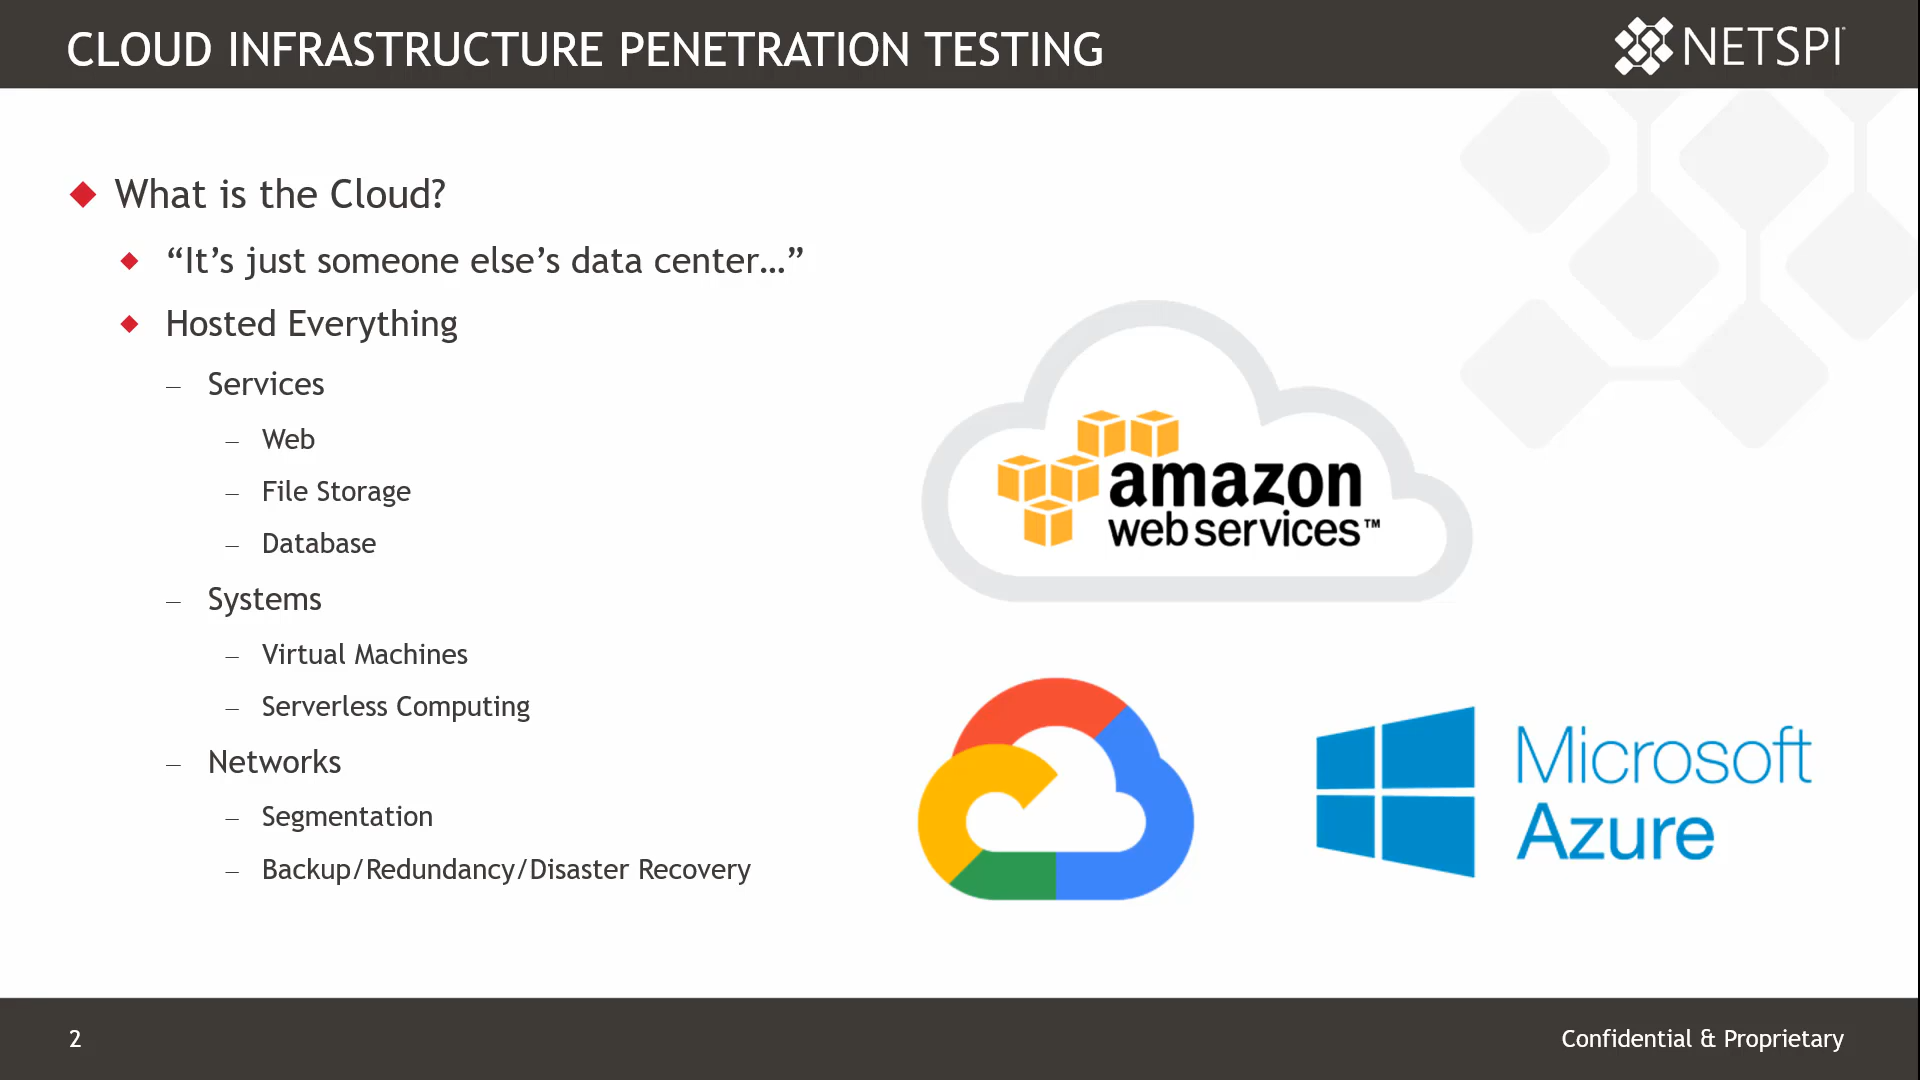 CLOUD INFRASTRUCTURE PENETRATION TESTING
NETSPI
What is the Cloud?
“It’s just someone else’s data center…”
Hosted Everything
– Services
– Web
– File Storage
– Database
– Systems
– Virtual Machines
– Serverless Computing
– Networks
– Segmentation
– Backup/Redundancy/Disaster Recovery
amazon
web services™
Microsoft
Azure
2
Confidential & Proprietary